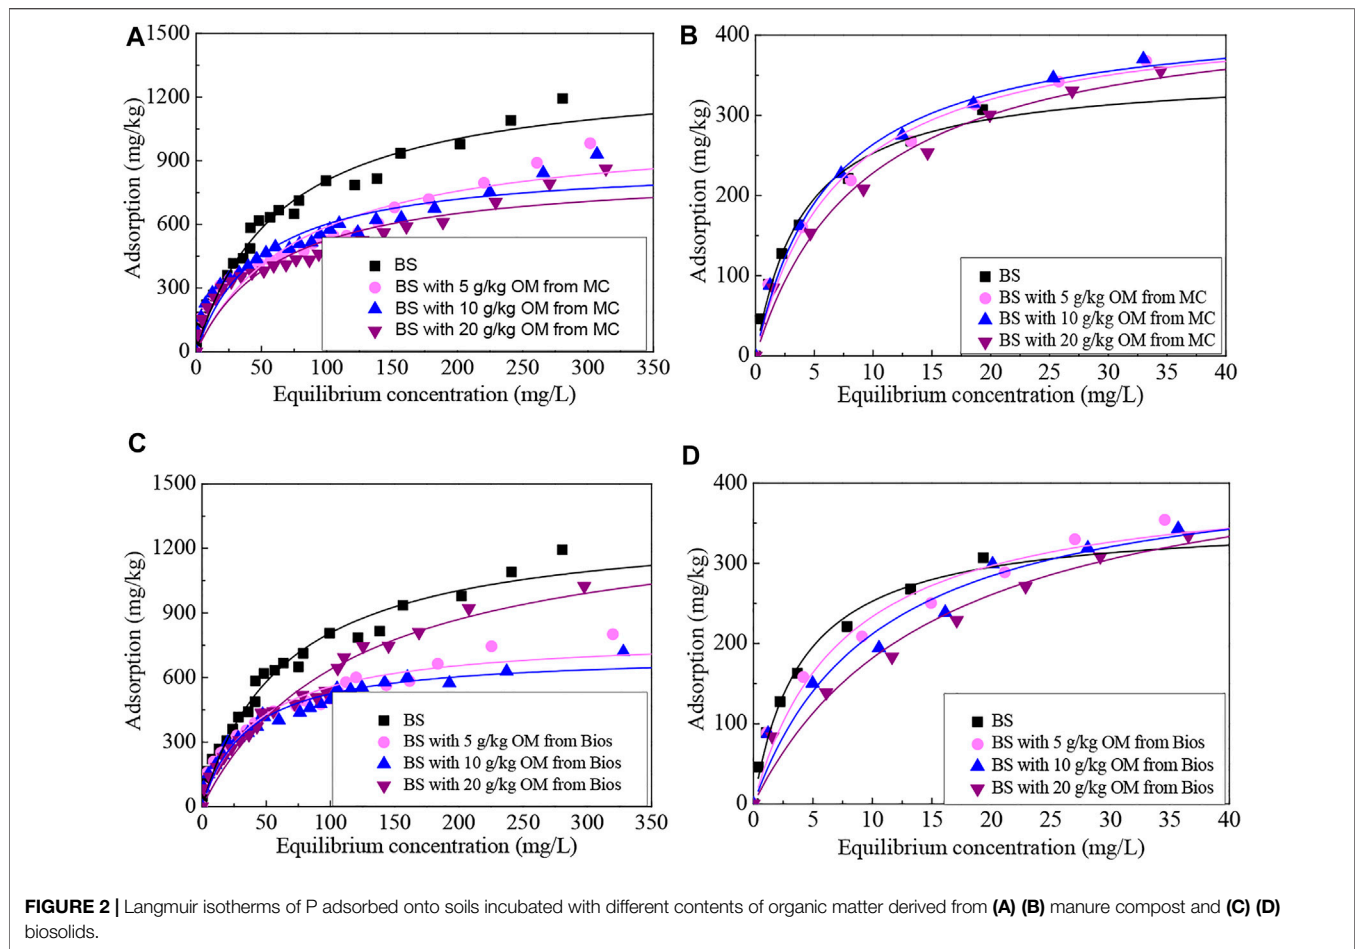 A
1500
1200
900
600
300
0
Adsorption (mg/kg)
BS
BS with 5 g/kg OM from MC
BS with 10 g/kg OM from MC
BS with 20 g/kg OM from MC
0 50 100 150 200 250 300 350
Equilibrium concentration (mg/L)
B
400
300
200
100
0
Adsorption (mg/kg)
BS
BS with 5 g/kg OM from MC
BS with 10 g/kg OM from MC
BS with 20 g/kg OM from MC
0 5 10 15 20 25 30 35 40
Equilibrium concentration (mg/L)
C
1500
1200
900
600
300
0
Adsorption (mg/kg)
BS
BS with 5 g/kg OM from Bios
BS with 10 g/kg OM from Bios
BS with 20 g/kg OM from Bios
0 50 100 150 200 250 300 350
Equilibrium concentration (mg/L)
D
400
300
200
100
0
Adsorption (mg/kg)
BS
BS with 5 g/kg OM from Bios
BS with 10 g/kg OM from Bios
BS with 20 g/kg OM from Bios
0 5 10 15 20 25 30 35 40
Equilibrium concentration (mg/L)
FIGURE 2 | Langmuir isotherms of P adsorbed onto soils incubated with different contents of organic matter derived from (A) (B) manure compost and (C) (D)
biosolids.